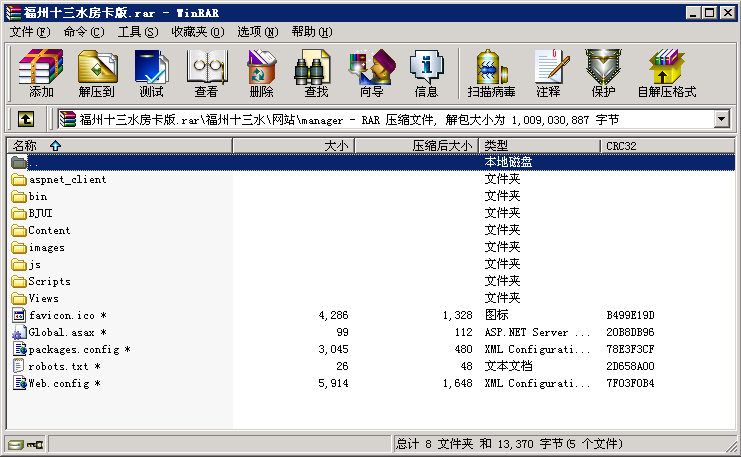 福州十三水房卡版.rar - WinRAR
文件(F) 命令(C) 工具(S) 收藏夹(O) 选项(N) 帮助(H)
添加 解压到 测试 查看 删除 查找 向导 信息 扫描病毒 注释 保护 自解压格式
福州十三水房卡版.rar\福州十三水\网站\manager - RAR 压缩文件, 解包大小为 1,009,030,887 字节
名称 大小 压缩后大小 类型 CRC32
.. 本地磁盘
aspnet_client 文件夹
bin 文件夹
BJUI 文件夹
Content 文件夹
images 文件夹
js 文件夹
Scripts 文件夹
Views 文件夹
favicon.ico * 4,286 1,328 图标 B499E19D
Global.asax * 99 112 ASP.NET Server ... 20B8DB96
packages.config * 3,045 480 XML Configurati... 78E3F3CF
robots.txt * 26 48 文本文档 2D658A00
Web.config * 5,914 1,648 XML Configurati... 7F03F0B4
总计 8 文件夹 和 13,370 字节(5 个文件)